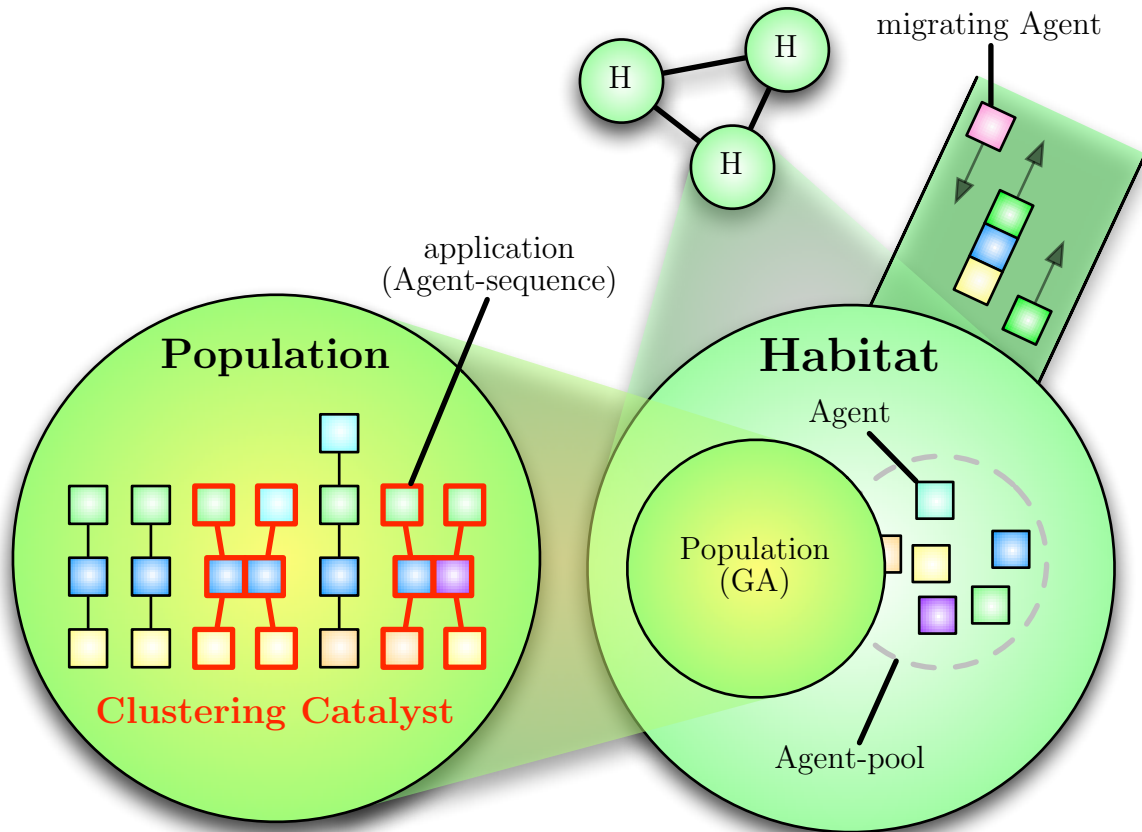 migrating Agent
H
H
H
application
(Agent-sequence)
Population
Habitat
Agent
Population
(GA)
Clustering Catalyst
Agent-pool